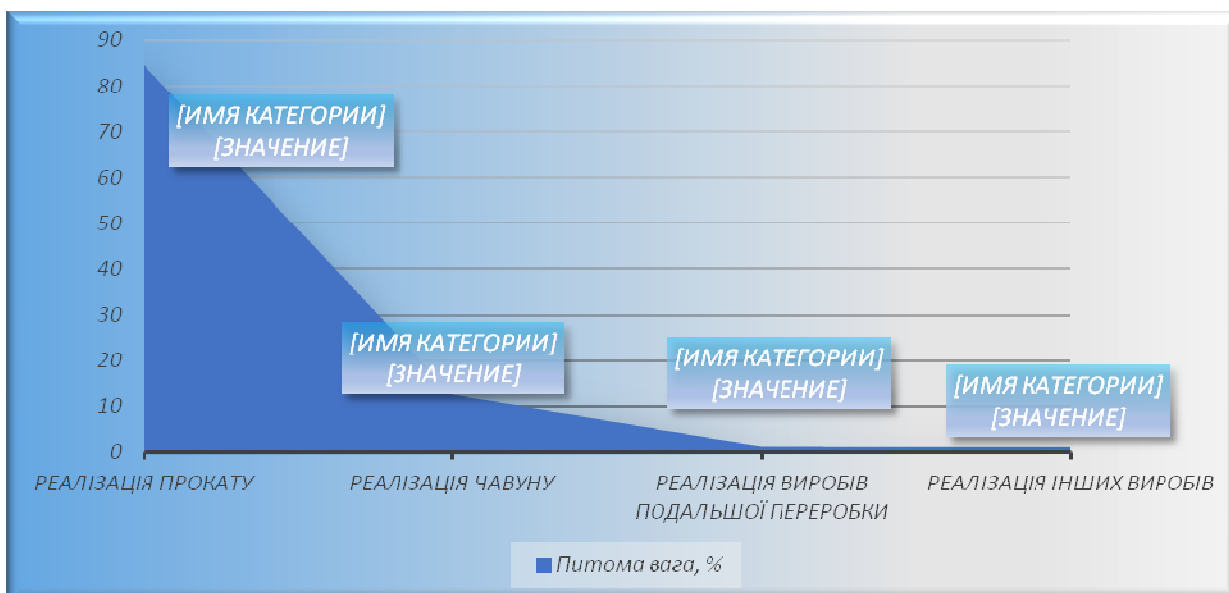 90
80
70
60
50
40
30
20
10
0
[ИМЯ КАТЕГОРИИ]
[ЗНАЧЕНИЕ]
[ИМЯ КАТЕГОРИИ]
[ЗНАЧЕНИЕ]
[ИМЯ КАТЕГОРИИ]
[ЗНАЧЕНИЕ]
[ИМЯ КАТЕГОРИИ]
[ЗНАЧЕНИЕ]
РЕАЛІЗАЦІЯ ПРОКАТУ
РЕАЛІЗАЦІЯ ЧАВУНУ
РЕАЛІЗАЦІЯ ВИРОБІВ
ПОДАЛЬШОЇ ПЕРЕРОБКИ
РЕАЛІЗАЦІЯ ІНШИХ ВИРОБІВ
Питома вага, %